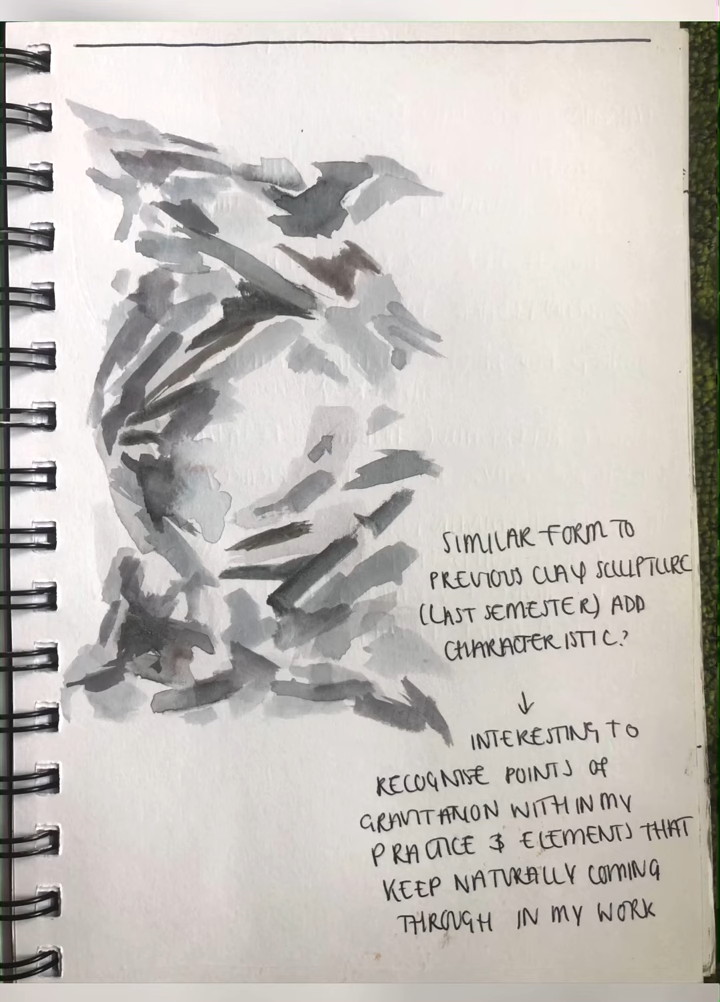 SIMILAR FORM TO
PREVIOUS CLAY SCULPTURE
(LAST SEMESTER) ADD
CHARACTERISTIC?
↓
INTERESTING TO
RECOGNISE POINTS OF
GRAVITATION WITHIN MY
PRACTICE & ELEMENTS THAT
KEEP NATURALLY COMING
THROUGH IN MY WORK